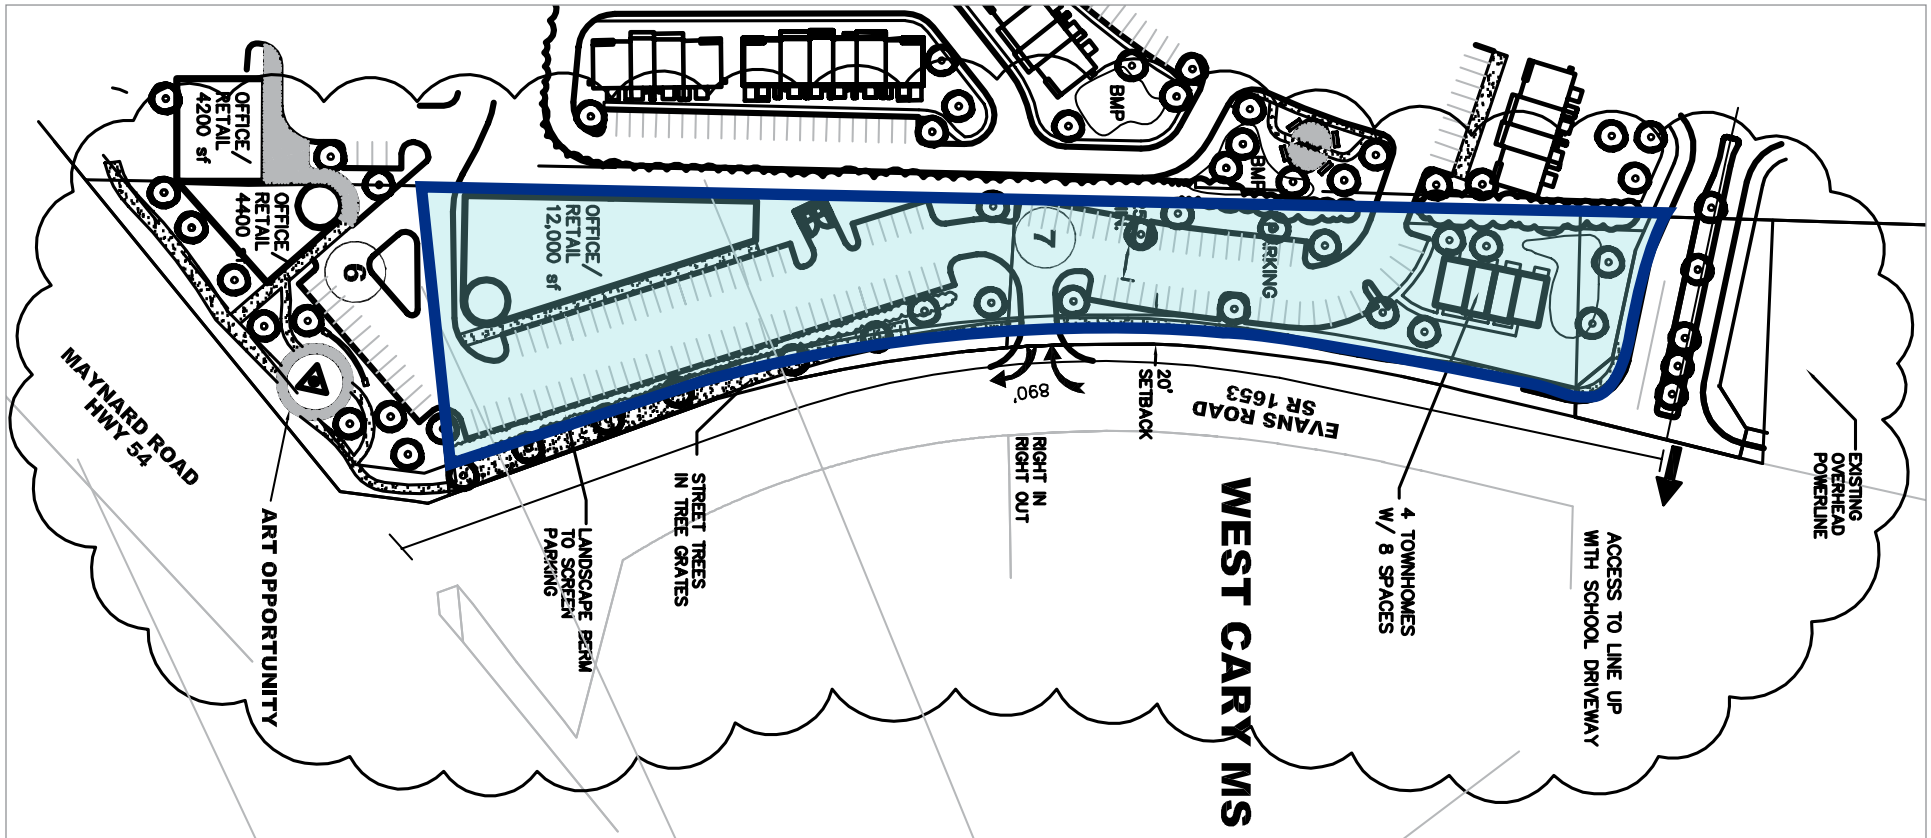 OFFICE/
RETAIL
4200 sf
OFFICE/
RETAIL
4400
6
OFFICE/
RETAIL
12,000 sf
7
BMP
BMP
MAYNARD ROAD
HWY 54
ART OPPORTUNITY
LANDSCAPE BERM
TO SCREEN
PARKING
STREET TREES
IN TREE GRATES
890'
RIGHT IN
RIGHT OUT
20'
SETBACK
EVANS ROAD
SR 1653
WEST CARY MS
4 TOWNHOMES
W/ 8 SPACES
ACCESS TO LINE UP
WITH SCHOOL DRIVEWAY
EXISTING
OVERHEAD
POWERLINE